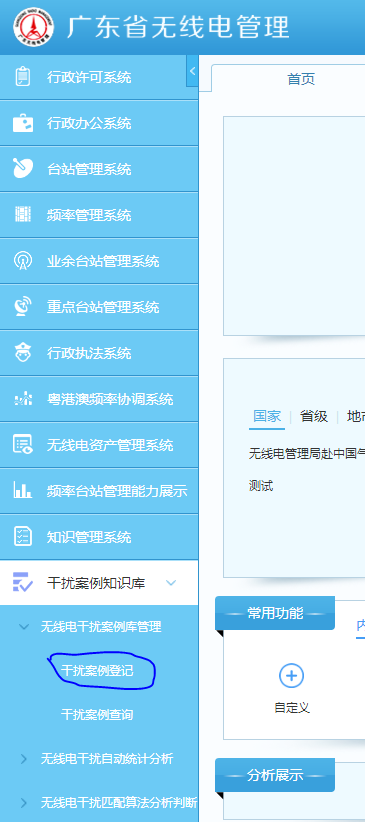 广东省无线电管理
行政许可系统
行政办公系统
台站管理系统
频率管理系统
业余台站管理系统
重点台站管理系统
行政执法系统
粤港澳频率协调系统
无线电资产管理系统
频率台站管理能力展示
知识管理系统
干扰案例知识库
无线电干扰案例库管理
干扰案例登记
干扰案例查询
无线电干扰自动统计分析
无线电干扰匹配算法分析判断
首页
国家 省级 地市
无线电管理局赴中国气
测试
常用功能
自定义
分析展示